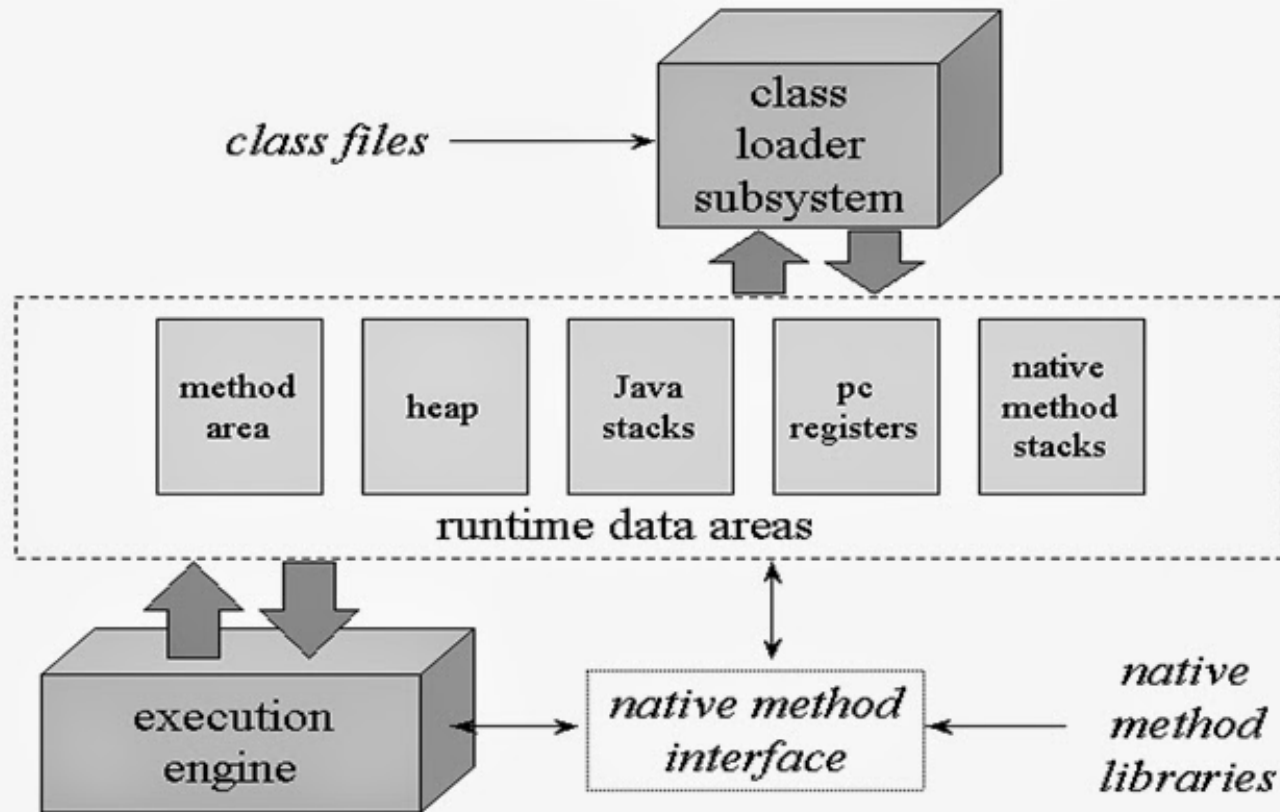 class
loader
subsystem
class files
method
area
heap
Java
stacks
pc
registers
native
method
stacks
runtime data areas
execution
engine
native method
interface
native
method
libraries